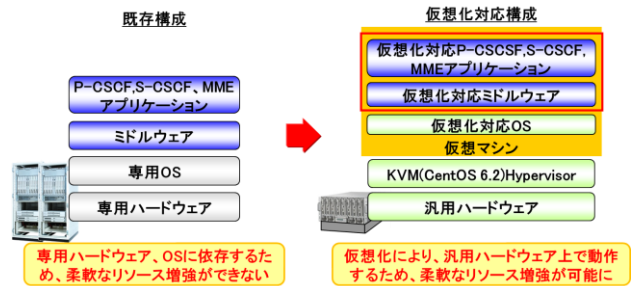 既存構成
P-CSCF,S-CSCF、MME
アプリケーション
ミドルウェア
専用OS
専用ハードウェア
専用ハードウェア、OSに依存するた
め、柔軟なリソース増強ができない
仮想化対応構成
仮想化対応P-CSCSF,S-CSCF,
MMEアプリケーション
仮想化対応ミドルウェア
仮想化対応OS
仮想マシン
KVM(CentOS 6.2)Hypervisor
汎用ハードウェア
仮想化により、汎用ハードウェア上で動作
するため、柔軟なリソース増強が可能に